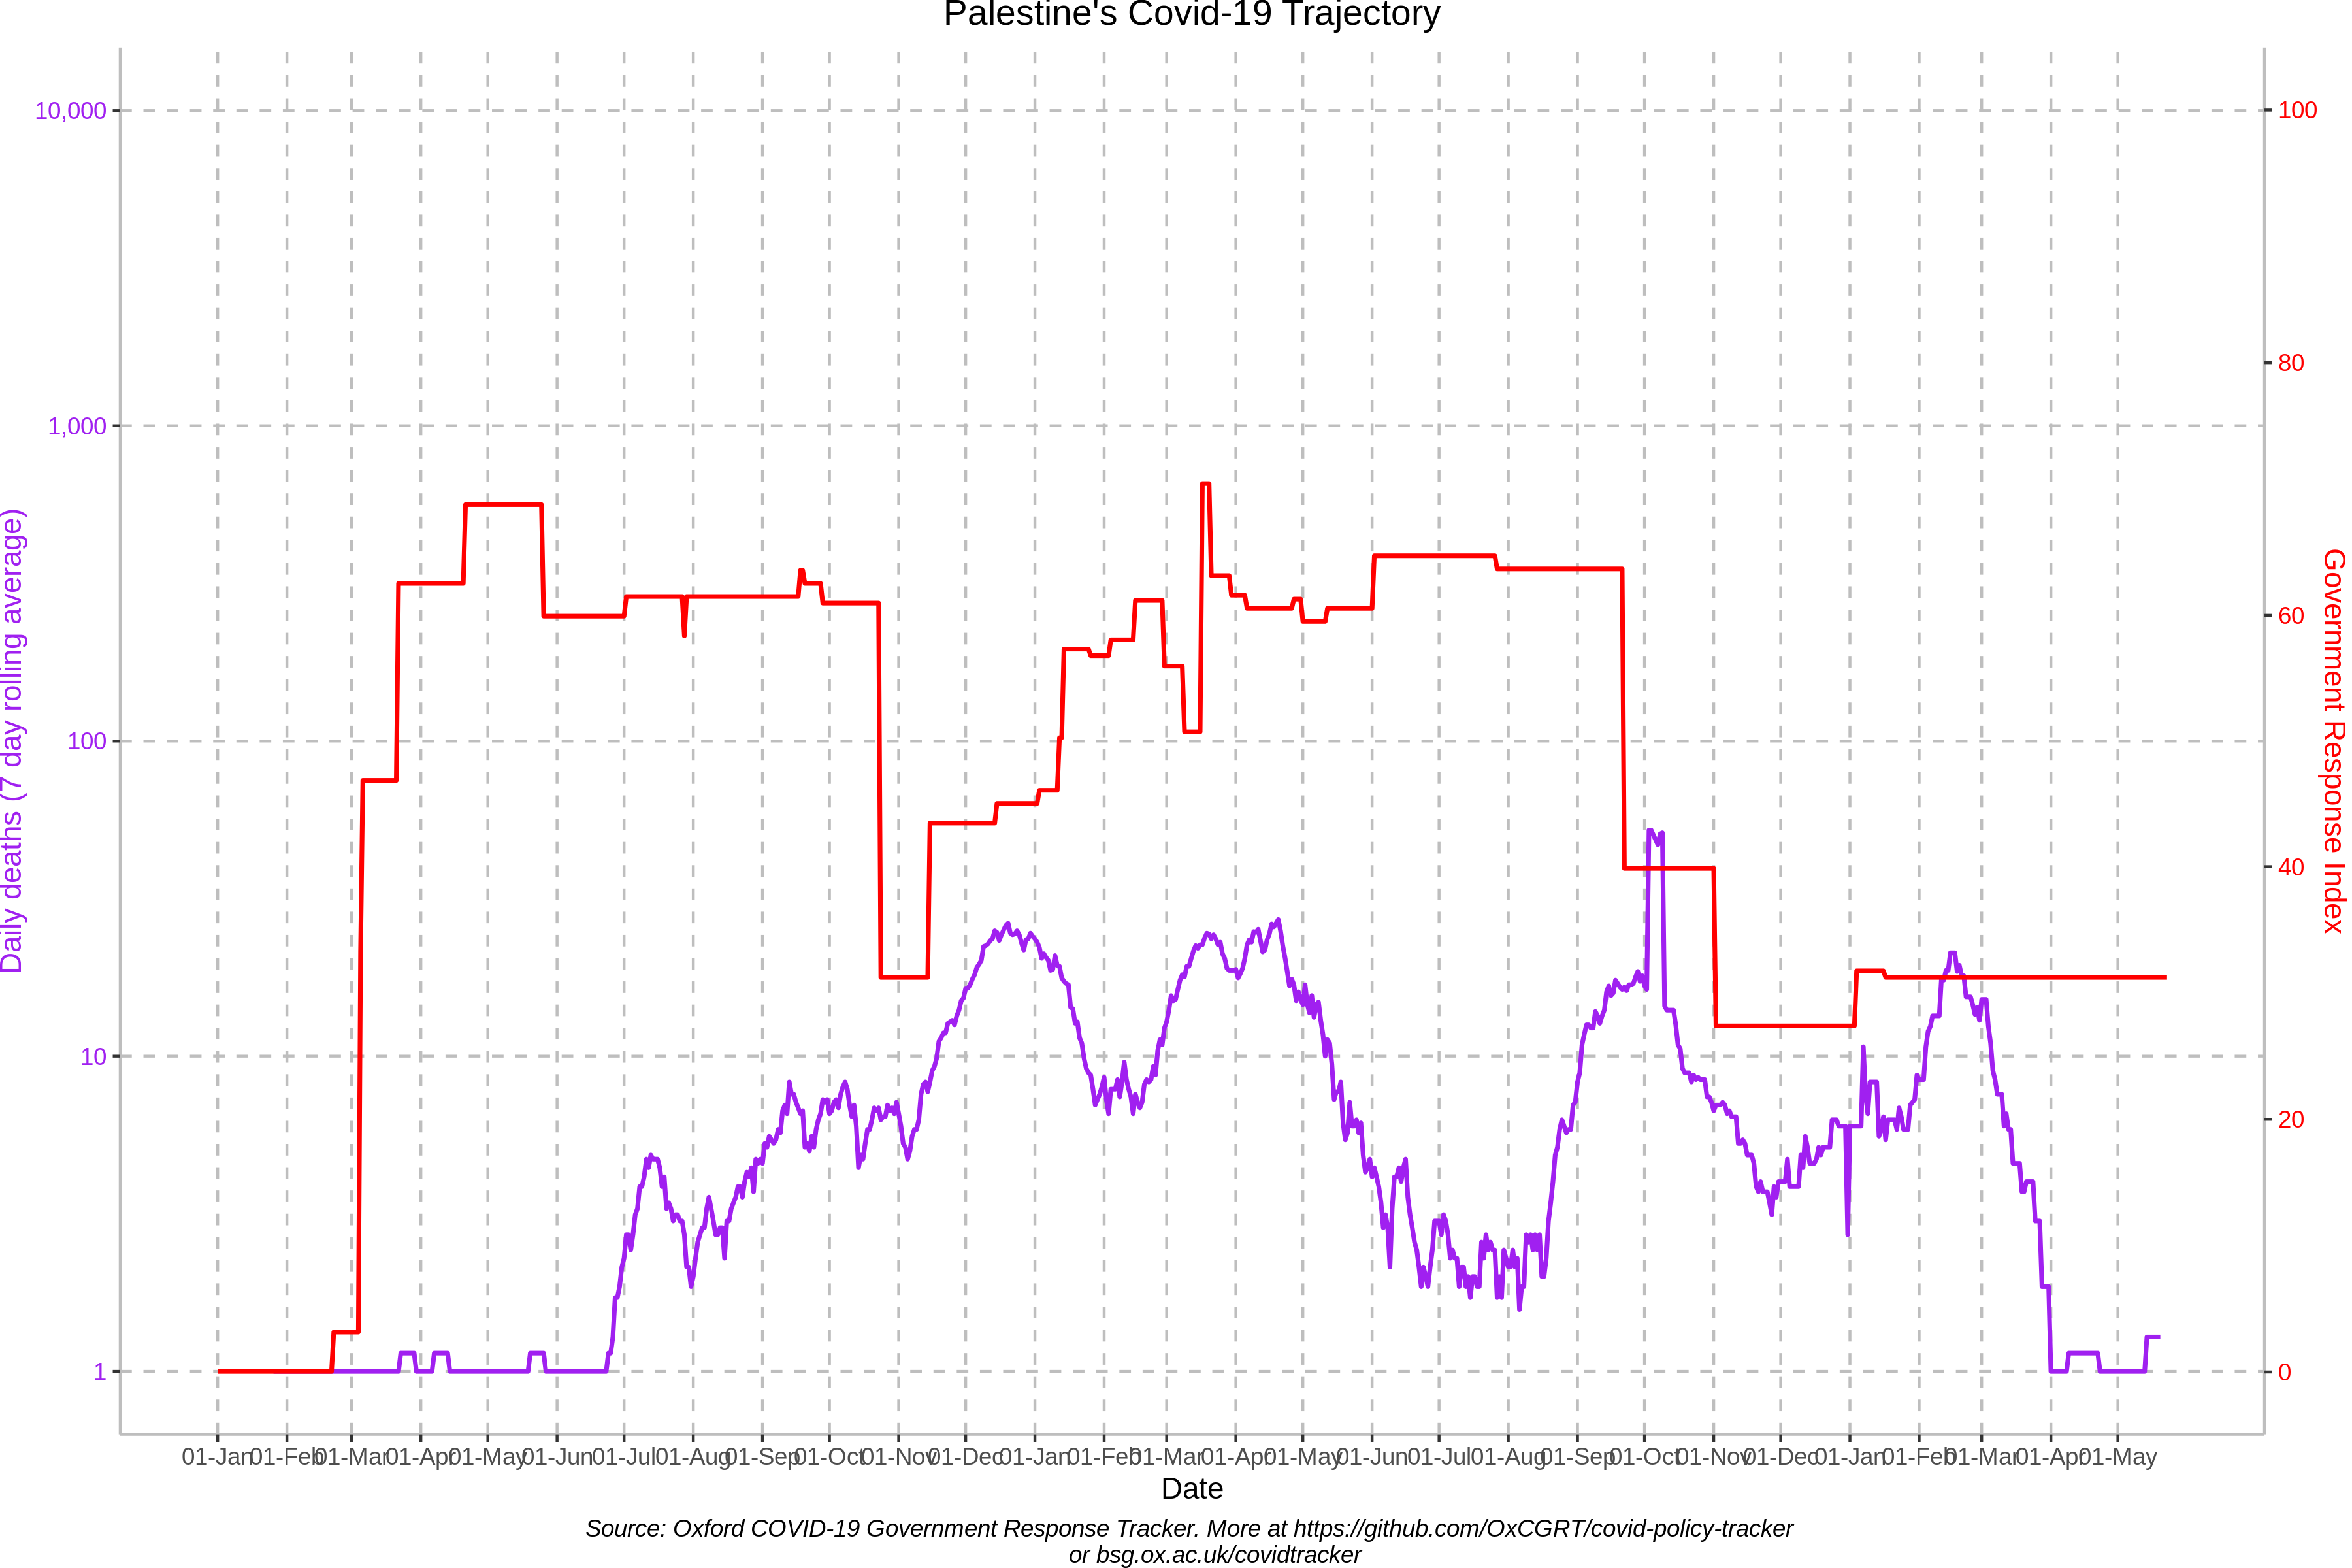 Palestine's Covid-19 Trajectory
10,000
1,000
100
10
1
Daily deaths (7 day rolling average)
100
80
60
40
20
0
Government Response Index
01-Jan 01-Feb 01-Mar 01-Apr 01-May 01-Jun 01-Jul 01-Aug 01-Sep 01-Oct 01-Nov 01-Dec 01-Jan 01-Feb 01-Mar 01-Apr 01-May 01-Jun 01-Jul 01-Aug 01-Sep 01-Oct 01-Nov 01-Dec 01-Jan 01-Feb 01-Mar 01-Apr 01-May
Date
Source: Oxford COVID-19 Government Response Tracker. More at https://github.com/OxCGRT/covid-policy-tracker
or bsg.ox.ac.uk/covidtracker